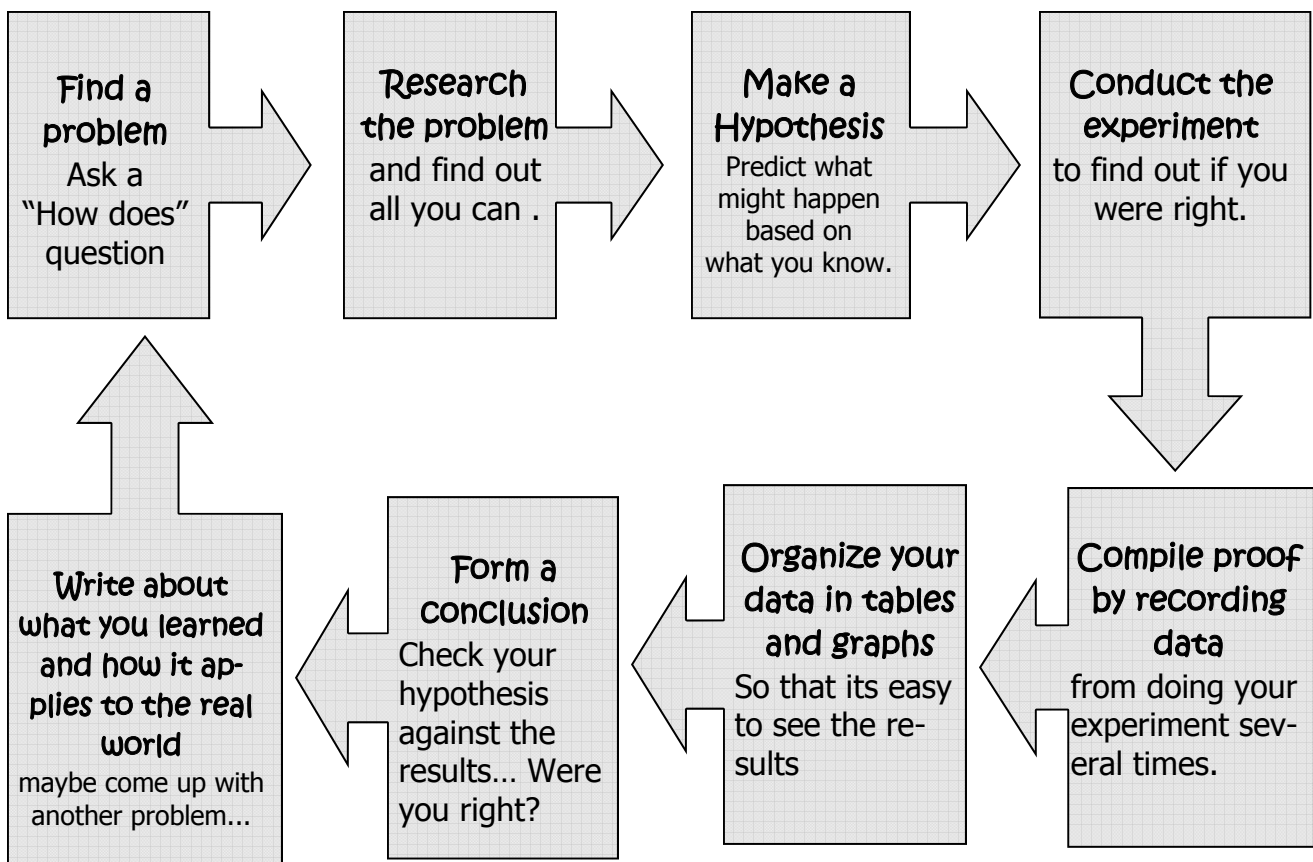 Find a
problem
Ask a
“How does”
question
Research
the problem
and find out
all you can .
Make a
Hypothesis
Predict what
might happen
based on
what you know.
Conduct the
experiment
to find out if you
were right.
Compile proof
by recording
data
from doing your
experiment sev-
eral times.
Organize your
data in tables
and graphs
So that its easy
to see the re-
sults
Form a
conclusion
Check your
hypothesis
against the
results... Were
you right?
Write about
what you learned
and how it ap-
plies to the real
world
maybe come up with
another problem...